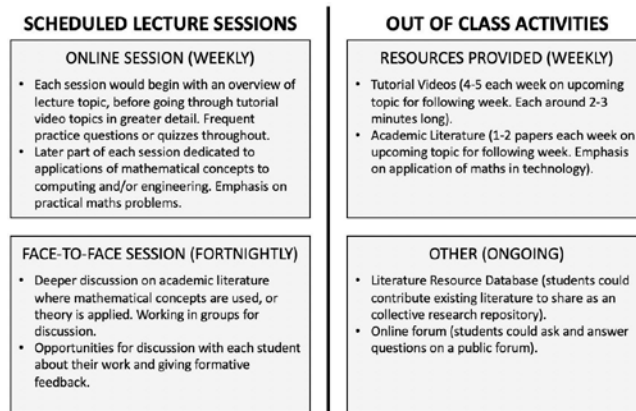 SCHEDULED LECTURE SESSIONS
ONLINE SESSION (WEEKLY)
• Each session would begin with an overview of
lecture topic, before going through tutorial
video topics in greater detail. Frequent
practice questions or quizzes throughout.
• Later part of each session dedicated to
applications of mathematical concepts to
computing and/or engineering. Emphasis on
practical maths problems.
FACE-TO-FACE SESSION (FORTNIGHTLY)
• Deeper discussion on academic literature
where mathematical concepts are used, or
theory is applied. Working in groups for
discussion.
• Opportunities for discussion with each student
about their work and giving formative
feedback.
OUT OF CLASS ACTIVITIES
RESOURCES PROVIDED (WEEKLY)
• Tutorial Videos (4-5 each week on upcoming
topic for following week. Each around 2-3
minutes long).
• Academic Literature (1-2 papers each week on
upcoming topic for following week. Emphasis
on application of maths in technology).
OTHER (ONGOING)
• Literature Resource Database (students could
contribute existing literature to share as an
collective research repository).
• Online forum (students could ask and answer
questions on a public forum).